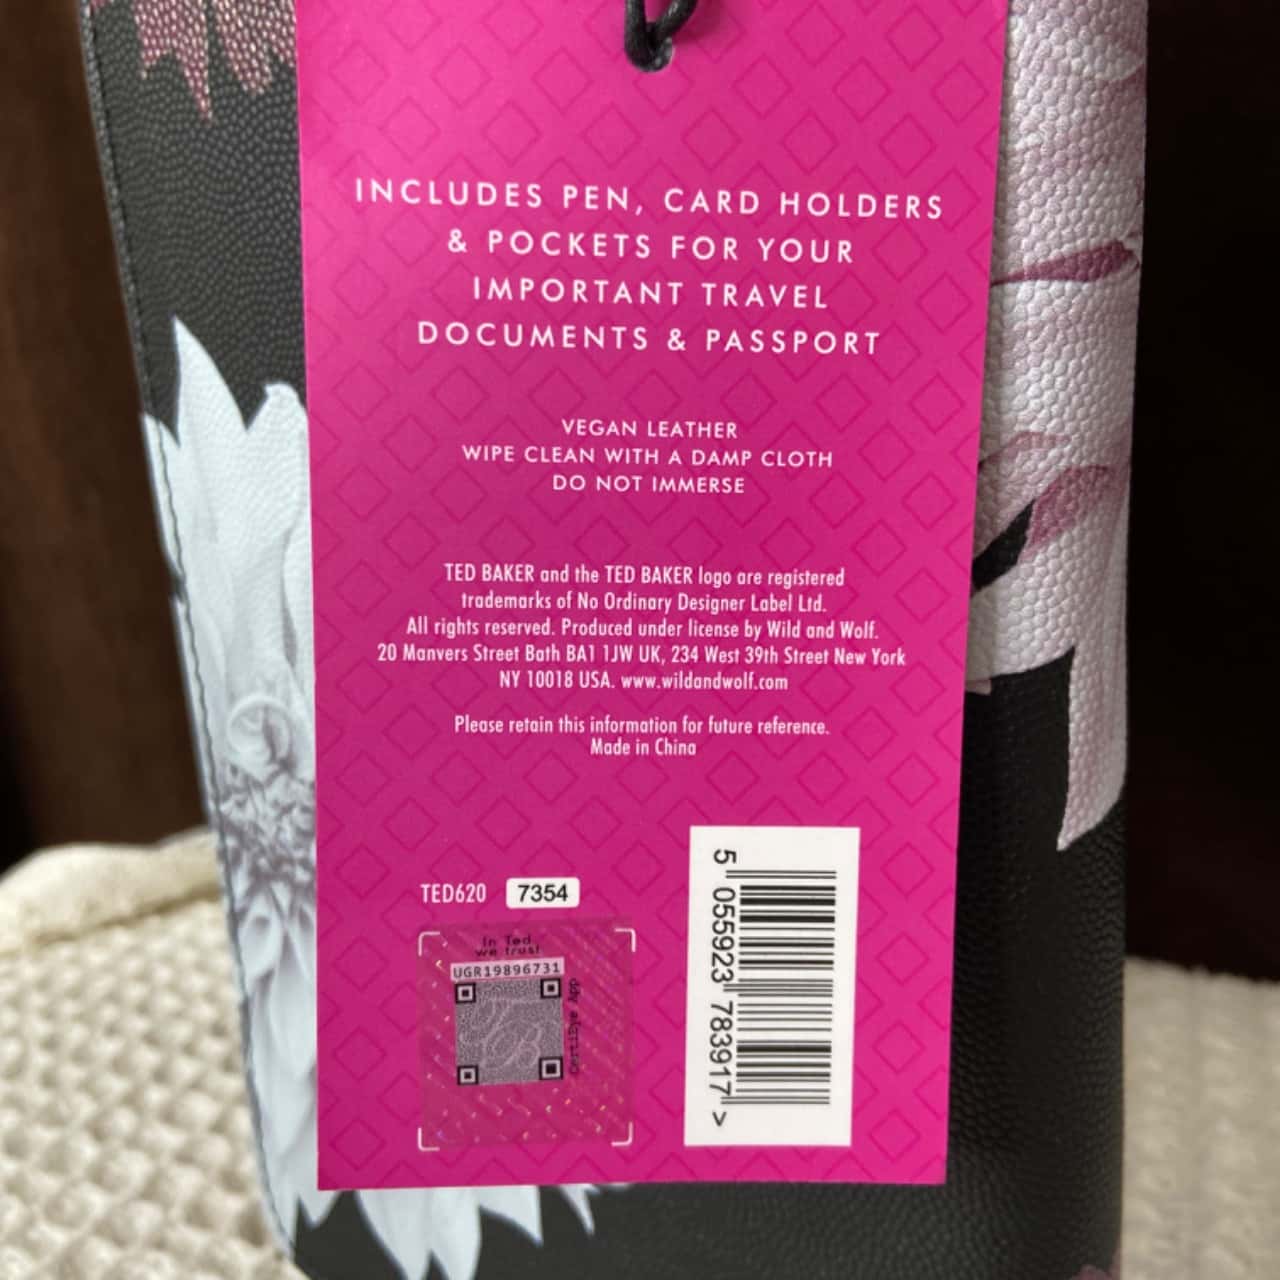 INCLUDES PEN, CARD HOLDERS
& POCKETS FOR YOUR
IMPORTANT TRAVEL
DOCUMENTS & PASSPORT
VEGAN LEATHER
WIPE CLEAN WITH A DAMP CLOTH
DO NOT IMMERSE
TED BAKER and the TED BAKER logo are registered
trademarks of No Ordinary Designer Label Ltd.
All rights reserved. Produced under license by Wild and Wolf.
20 Manvers Street Bath BA1 1JW UK, 234 West 39th Street New York
NY 10018 USA. www.wildandwolf.com
Please retain this information for future reference.
Made in China
TED620 7354
In Ted
we trust
UGR19896731
TB
CertiEye App
5 055923 783917 >